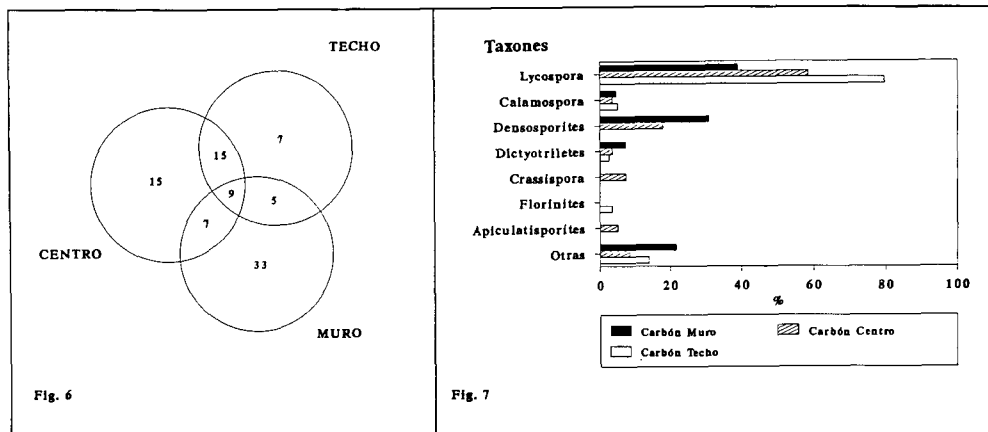 TECHO
15
7
15
9
5
7
CENTRO
33
MURO
Fig. 6
Taxones
Lycospora
Calamospora
Densosporites
Dictyotriletes
Crassispora
Florinites
Apiculatisporites
Otras
0 20 40 60 80 100
%
Carbón Muro Carbón Centro
Carbón Techo
Fig. 7